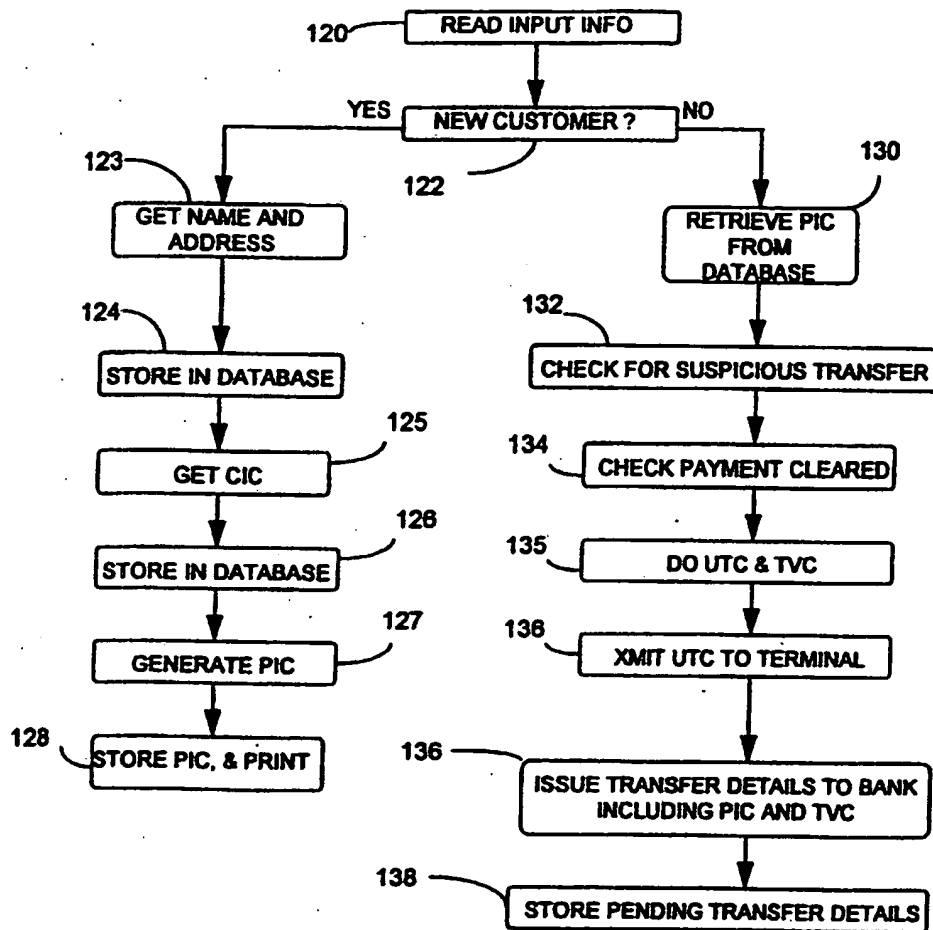 120
READ INPUT INFO
YES
NEW CUSTOMER ?
NO
122
123
GET NAME AND
ADDRESS
124
STORE IN DATABASE
125
GET CIC
126
STORE IN DATABASE
127
GENERATE PIC
128
STORE PIC, & PRINT
130
RETRIEVE PIC
FROM
DATABASE
132
CHECK FOR SUSPICIOUS TRANSFER
134
CHECK PAYMENT CLEARED
135
DO UTC & TVC
136
XMIT UTC TO TERMINAL
136
ISSUE TRANSFER DETAILS TO BANK
INCLUDING PIC AND TVC
138
STORE PENDING TRANSFER DETAILS